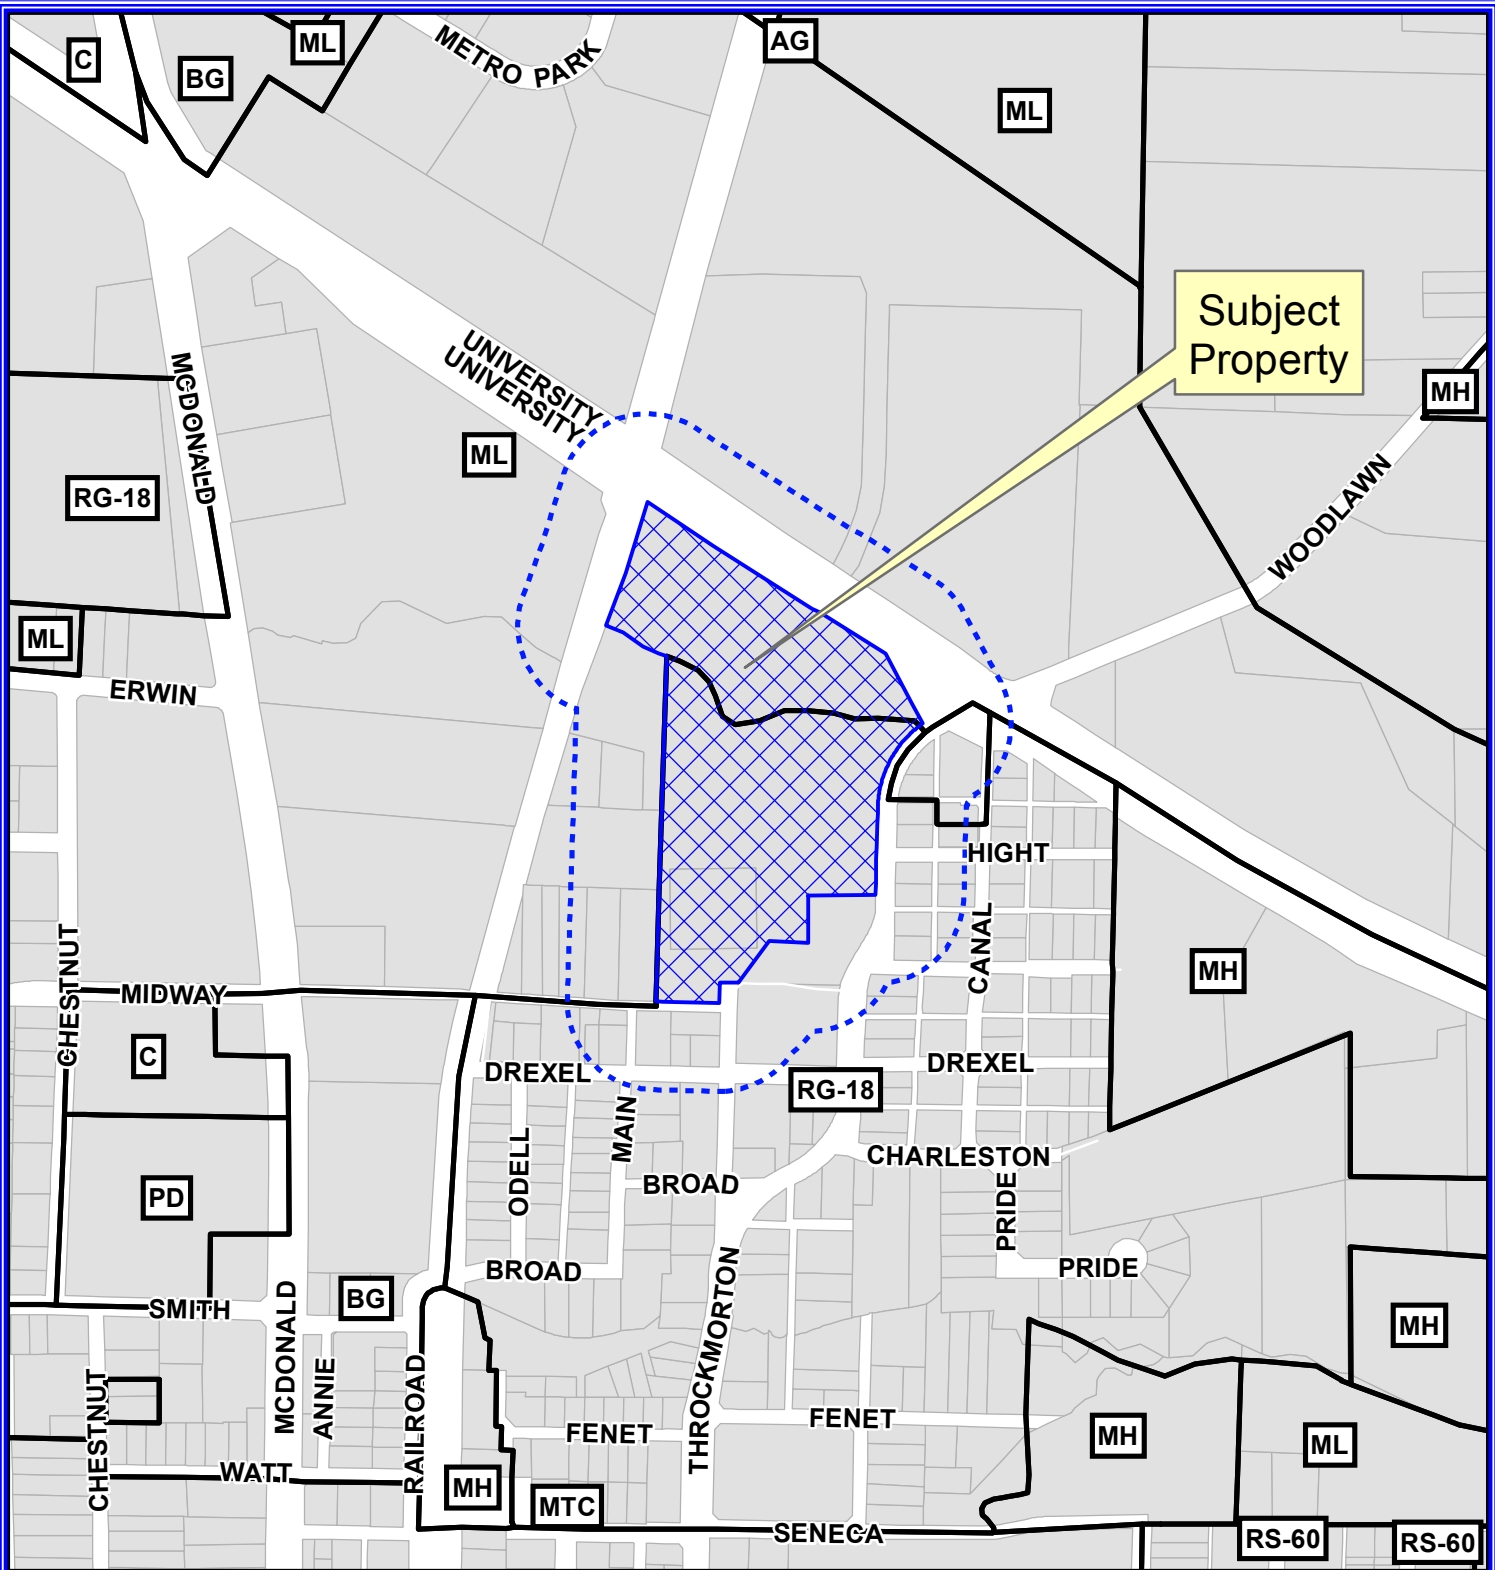 C
BG
ML
METRO PARK
AG
ML
Subject
Property
UNIVERSITY
UNIVERSITY
MCDONALD
MH
ML
RG-18
WOODLAWN
ML
ERWIN
HIGHT
CHESTNUT
CANAL
MH
MIDWAY
C
DREXEL
DREXEL
RG-18
MAIN
ODELL
CHARLESTON
BROAD
PD
PRIDE
PRIDE
BROAD
BG
SMITH
MCDONALD
THROCKMORTON
MH
ANNIE
RAILROAD
CHESTNUT
FENET
FENET
MH
ML
WATT
MH
MTC
SENECA
RS-60
RS-60